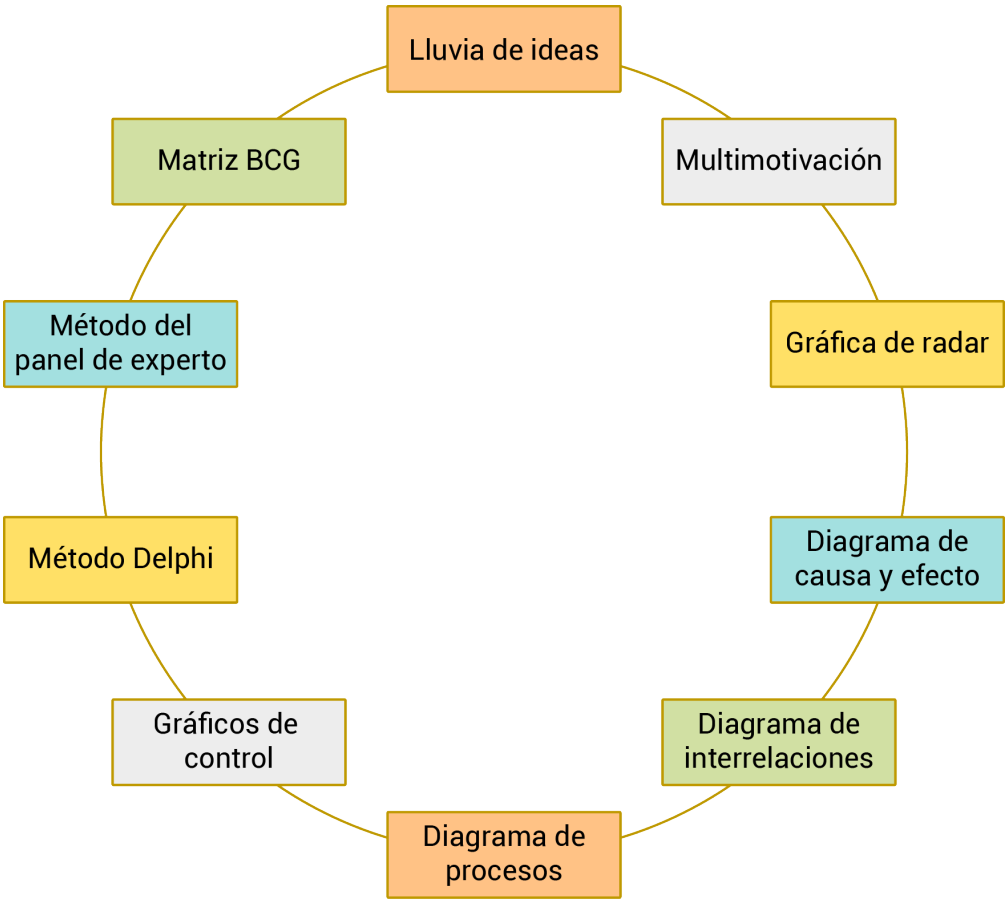 Lluvia de ideas
Multimotivación
Gráfica de radar
Diagrama de
causa y efecto
Diagrama de
interrelaciones
Diagrama de
procesos
Gráficos de
control
Método Delphi
Método del
panel de experto
Matriz BCG